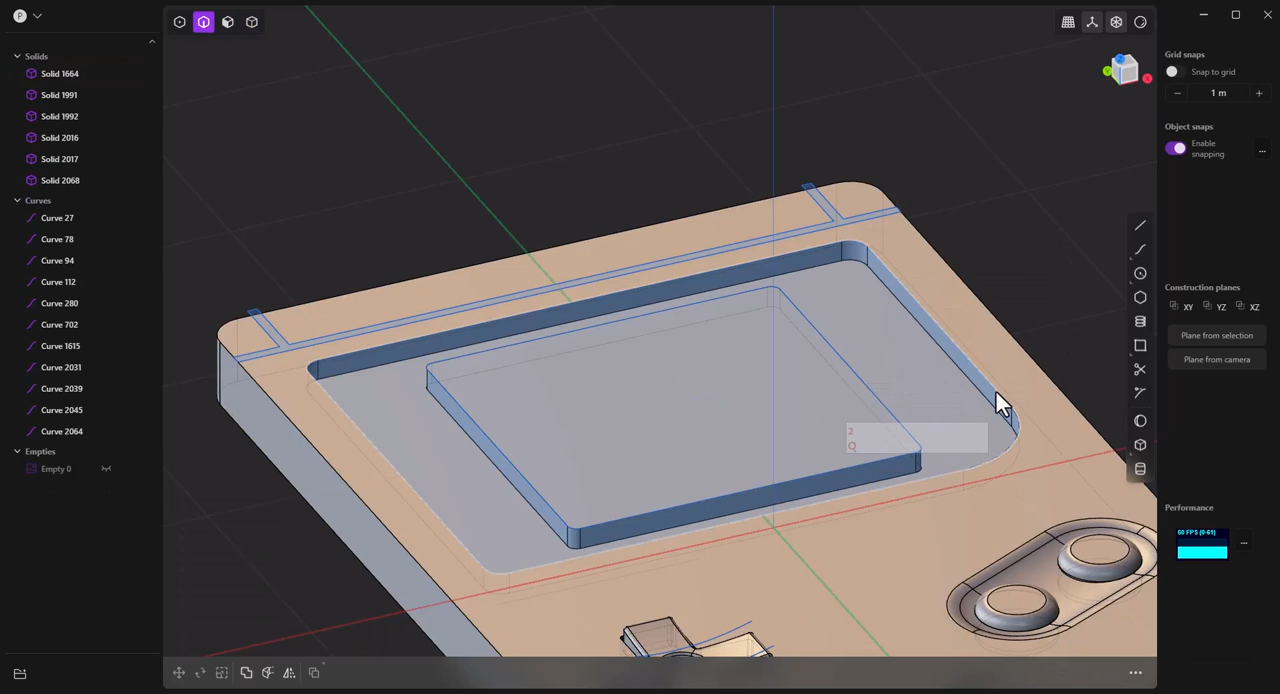 P
Solids
Solid 1664
Solid 1991
Solid 1992
Solid 2016
Solid 2017
Solid 2068
Curves
Curve 27
Curve 78
Curve 94
Curve 112
Curve 280
Curve 702
Curve 1615
Curve 2031
Curve 2039
Curve 2045
Curve 2064
Empties
Empty 0
2
Q
Grid snaps
Snap to grid
− 1 m +
Object snaps
Enable
snapping
...
Construction planes
XY YZ XZ
Plane from selection
Plane from camera
Performance
60 FPS (0-61)
...